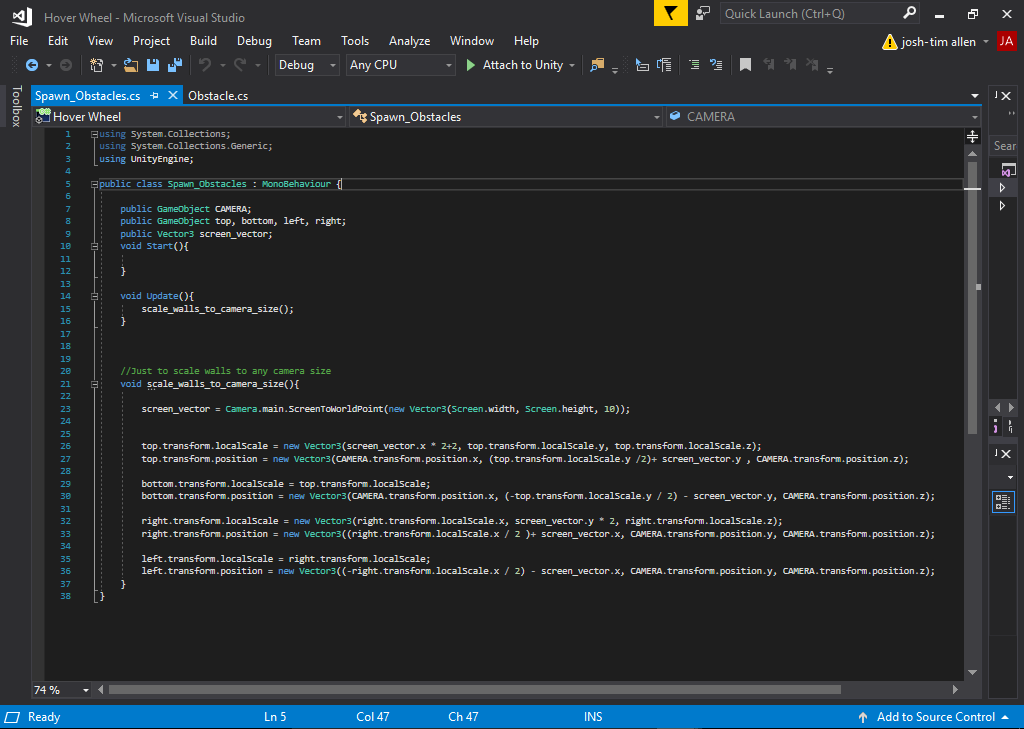 Hover Wheel - Microsoft Visual Studio
Quick Launch (Ctrl+Q)
File Edit View Project Build Debug Team Tools Analyze Window Help
josh-tim allen JA
Debug Any CPU Attach to Unity
Toolbox
Spawn_Obstacles.cs Obstacle.cs
Hover Wheel Spawn_Obstacles CAMERA
Sear
1 using System.Collections;
2 using System.Collections.Generic;
3 using UnityEngine;
4
5 public class Spawn_Obstacles : MonoBehaviour {
6
7 public GameObject CAMERA;
8 public GameObject top, bottom, left, right;
9 public Vector3 screen_vector;
10 void Start(){
11
12 }
13
14 void Update(){
15 scale_walls_to_camera_size();
16 }
17
18
19
20 //Just to scale walls to any camera size
21 void scale_walls_to_camera_size(){
22
23 screen_vector = Camera.main.ScreenToWorldPoint(new Vector3(Screen.width, Screen.height, 10));
24
25
26 top.transform.localScale = new Vector3(screen_vector.x * 2+2, top.transform.localScale.y, top.transform.localScale.z);
27 top.transform.position = new Vector3(CAMERA.transform.position.x, (top.transform.localScale.y /2)+ screen_vector.y , CAMERA.transform.position.z);
28
29 bottom.transform.localScale = top.transform.localScale;
30 bottom.transform.position = new Vector3(CAMERA.transform.position.x, (-top.transform.localScale.y / 2) - screen_vector.y, CAMERA.transform.position.z);
31
32 right.transform.localScale = new Vector3(right.transform.localScale.x, screen_vector.y * 2, right.transform.localScale.z);
33 right.transform.position = new Vector3((right.transform.localScale.x / 2 )+ screen_vector.x, CAMERA.transform.position.y, CAMERA.transform.position.z);
34
35 left.transform.localScale = right.transform.localScale;
36 left.transform.position = new Vector3((-right.transform.localScale.x / 2) - screen_vector.x, CAMERA.transform.position.y, CAMERA.transform.position.z);
37 }
38 }
74 %
Ready Ln 5 Col 47 Ch 47 INS Add to Source Control